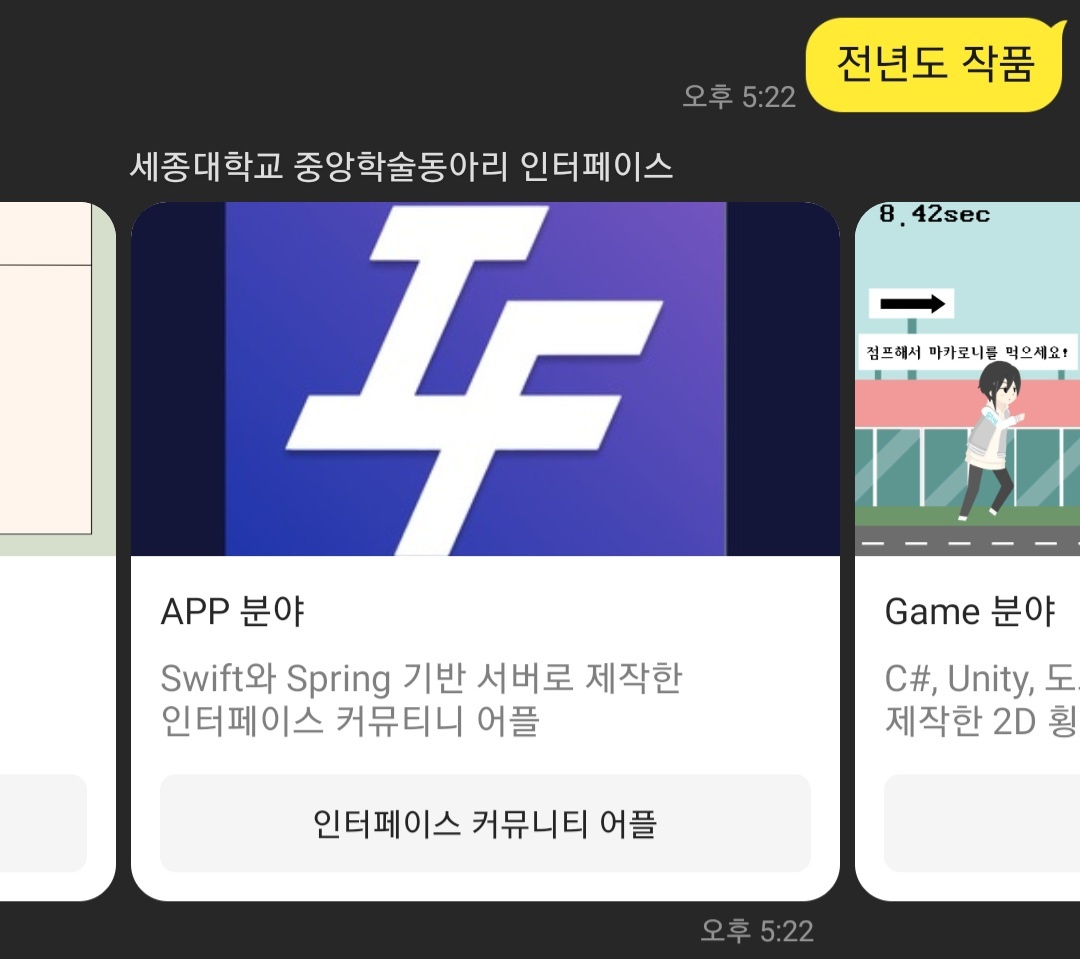 전년도 작품
오후 5:22
세종대학교 중앙학술동아리 인터페이스
IF
APP 분야
Swift와 Spring 기반 서버로 제작한
인터페이스 커뮤티니 어플
인터페이스 커뮤니티 어플
8.42sec
점프해서 마카로니를 먹으세요!
Game 분야
C#, Unity,
제작한 2D
오후 5:22